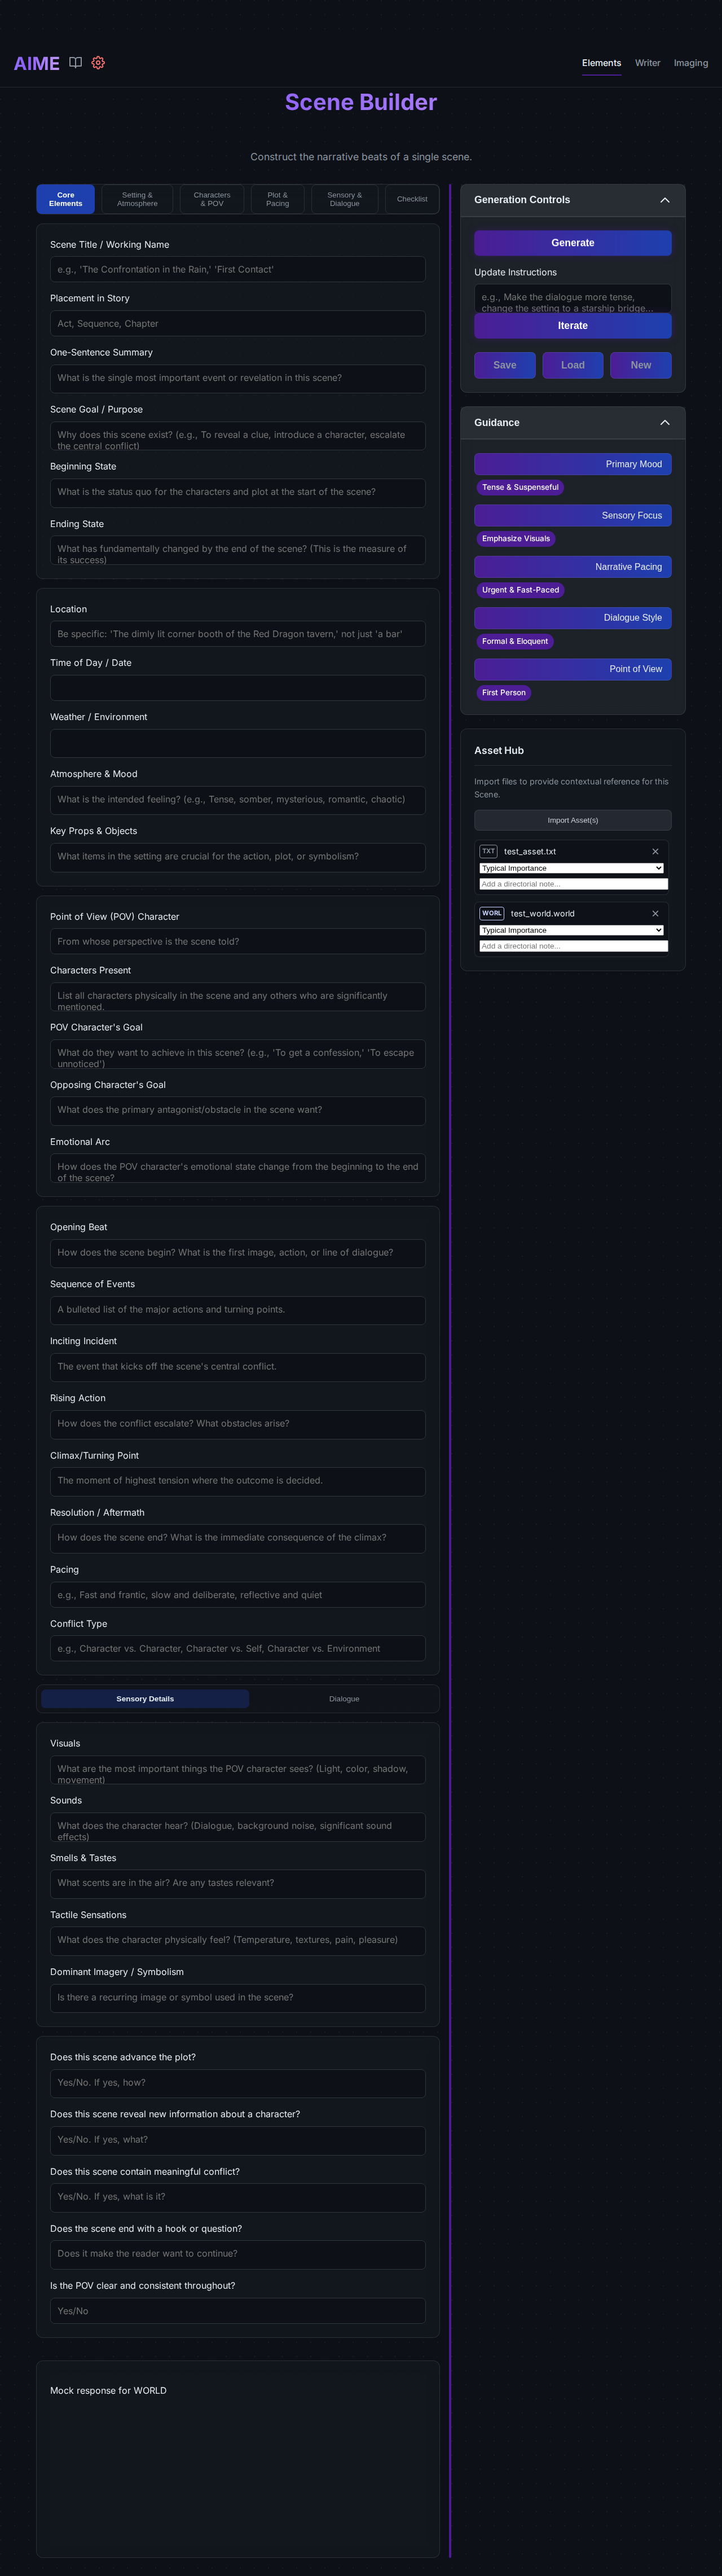 AIME
Elements
Writer
Imaging
Scene Builder
Construct the narrative beats of a single scene.
Core
Elements
Setting &
Atmosphere
Characters
& POV
Plot &
Pacing
Sensory &
Dialogue
Checklist
Scene Title / Working Name
e.g., 'The Confrontation in the Rain,' 'First Contact'
Placement in Story
Act, Sequence, Chapter
One-Sentence Summary
What is the single most important event or revelation in this scene?
Scene Goal / Purpose
Why does this scene exist? (e.g., To reveal a clue, introduce a character, escalate
the central conflict)
Beginning State
What is the status quo for the characters and plot at the start of the scene?
Ending State
What has fundamentally changed by the end of the scene? (This is the measure of
its success)
Location
Be specific: 'The dimly lit corner booth of the Red Dragon tavern,' not just 'a bar'
Time of Day / Date
Weather / Environment
Atmosphere & Mood
What is the intended feeling? (e.g., Tense, somber, mysterious, romantic, chaotic)
Key Props & Objects
What items in the setting are crucial for the action, plot, or symbolism?
Point of View (POV) Character
From whose perspective is the scene told?
Characters Present
List all characters physically in the scene and any others who are significantly
mentioned.
POV Character's Goal
What do they want to achieve in this scene? (e.g., 'To get a confession,' 'To escape
unnoticed')
Opposing Character's Goal
What does the primary antagonist/obstacle in the scene want?
Emotional Arc
How does the POV character's emotional state change from the beginning to the end
of the scene?
Opening Beat
How does the scene begin? What is the first image, action, or line of dialogue?
Sequence of Events
A bulleted list of the major actions and turning points.
Inciting Incident
The event that kicks off the scene's central conflict.
Rising Action
How does the conflict escalate? What obstacles arise?
Climax/Turning Point
The moment of highest tension where the outcome is decided.
Resolution / Aftermath
How does the scene end? What is the immediate consequence of the climax?
Pacing
e.g., Fast and frantic, slow and deliberate, reflective and quiet
Conflict Type
e.g., Character vs. Character, Character vs. Self, Character vs. Environment
Sensory Details
Dialogue
Visuals
What are the most important things the POV character sees? (Light, color, shadow,
movement)
Sounds
What does the character hear? (Dialogue, background noise, significant sound
effects)
Smells & Tastes
What scents are in the air? Are any tastes relevant?
Tactile Sensations
What does the character physically feel? (Temperature, textures, pain, pleasure)
Dominant Imagery / Symbolism
Is there a recurring image or symbol used in the scene?
Does this scene advance the plot?
Yes/No. If yes, how?
Does this scene reveal new information about a character?
Yes/No. If yes, what?
Does this scene contain meaningful conflict?
Yes/No. If yes, what is it?
Does the scene end with a hook or question?
Does it make the reader want to continue?
Is the POV clear and consistent throughout?
Yes/No
Mock response for WORLD
Generation Controls
Generate
Update Instructions
e.g., Make the dialogue more tense,
change the setting to a starship bridge...
Iterate
Save
Load
New
Guidance
Primary Mood
Tense & Suspenseful
Sensory Focus
Emphasize Visuals
Narrative Pacing
Urgent & Fast-Paced
Dialogue Style
Formal & Eloquent
Point of View
First Person
Asset Hub
Import files to provide contextual reference for this
Scene.
Import Asset(s)
TXT
test_asset.txt
Typical Importance
Add a directorial note...
WORL
test_world.world
Typical Importance
Add a directorial note...